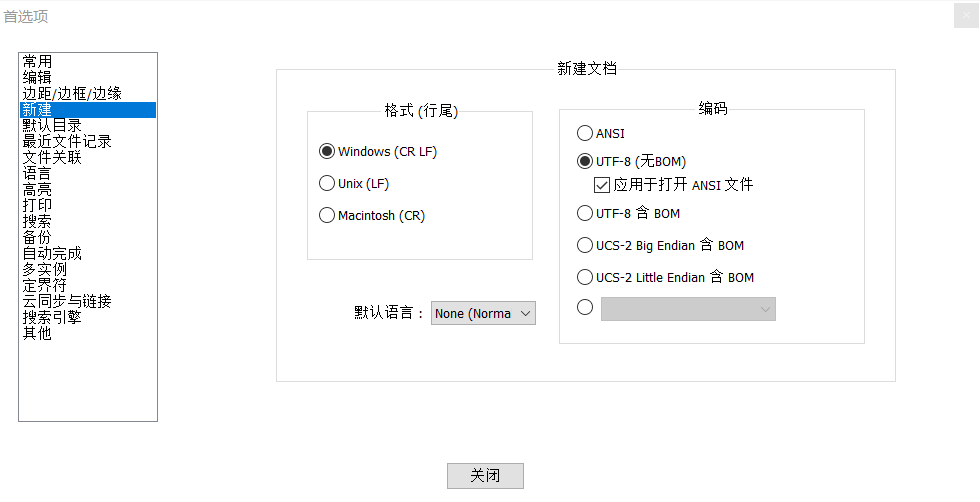 首选项
常用
编辑
边距/边框/边缘
新建
默认目录
最近文件记录
文件关联
语言
高亮
打印
搜索
备份
自动完成
多实例
定界符
云同步与链接
搜索引擎
其他
新建文档
格式 (行尾)
Windows (CR LF)
Unix (LF)
Macintosh (CR)
默认语言：
None (Norma
编码
ANSI
UTF-8 (无BOM)
应用于打开 ANSI 文件
UTF-8 含 BOM
UCS-2 Big Endian 含 BOM
UCS-2 Little Endian 含 BOM
关闭